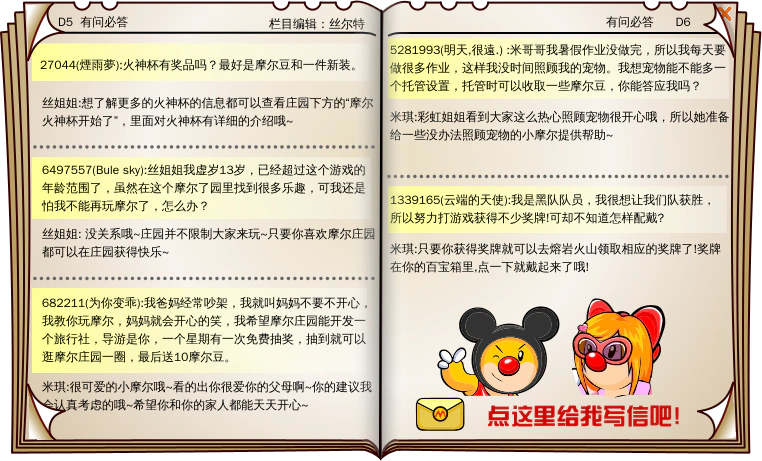 D5 有问必答
栏目编辑：丝尔特
27044(煙雨夢):火神杯有奖品吗？最好是摩尔豆和一件新装。
丝姐姐:想了解更多的火神杯的信息都可以查看庄园下方的“摩尔
火神杯开始了”，里面对火神杯有详细的介绍哦~
6497557(Bule sky):丝姐姐我虚岁13岁，已经超过这个游戏的
年龄范围了，虽然在这个摩尔了园里找到很多乐趣，可我还是
怕我不能再玩摩尔了，怎么办？
丝姐姐: 没关系哦~庄园并不限制大家来玩~只要你喜欢摩尔庄园
都可以在庄园获得快乐~
682211(为你变乖):我爸妈经常吵架，我就叫妈妈不要不开心，
我教你玩摩尔，妈妈就会开心的笑，我希望摩尔庄园能开发一
个旅行社，导游是你，一个星期有一次免费抽奖，抽到就可以
逛摩尔庄园一圈，最后送10摩尔豆。
米琪:很可爱的小摩尔哦~看的出你很爱你的父母啊~你的建议我
会认真考虑的哦~希望你和你的家人都能天天开心~
有问必答 D6
5281993(明天,很遠.) :米哥哥我暑假作业没做完，所以我每天要
做很多作业，这样我没时间照顾我的宠物。我想宠物能不能多一
个托管设置，托管时可以收取一些摩尔豆，你能答应我吗？
米琪:彩虹姐姐看到大家这么热心照顾宠物很开心哦，所以她准备
给一些没办法照顾宠物的小摩尔提供帮助~
1339165(云端的天使):我是黑队队员，我很想让我们队获胜，
所以努力打游戏获得不少奖牌!可却不知道怎样配戴?
米琪:只要你获得奖牌就可以去熔岩火山领取相应的奖牌了!奖牌
在你的百宝箱里,点一下就戴起来了哦!
点这里给我写信吧!